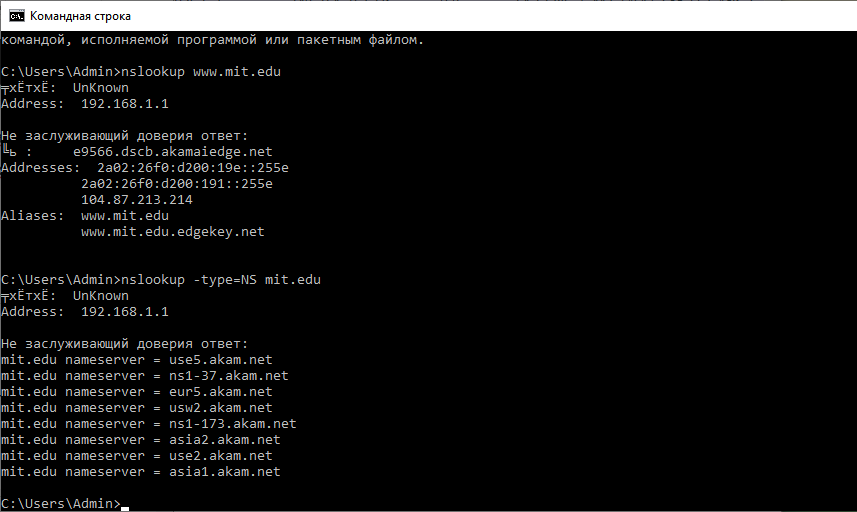 Командная строка
командой, исполняемой программой или пакетным файлом.
C:\Users\Admin>nslookup www.mit.edu
╤хЁтхЁ:  UnKnown
Address:  192.168.1.1
Не заслуживающий доверия ответ:
╚ь :     e9566.dscb.akamaiedge.net
Addresses:  2a02:26f0:d200:19e::255e
2a02:26f0:d200:191::255e
104.87.213.214
Aliases:  www.mit.edu
www.mit.edu.edgekey.net
C:\Users\Admin>nslookup -type=NS mit.edu
╤хЁтхЁ:  UnKnown
Address:  192.168.1.1
Не заслуживающий доверия ответ:
mit.edu nameserver = use5.akam.net
mit.edu nameserver = ns1-37.akam.net
mit.edu nameserver = eur5.akam.net
mit.edu nameserver = usw2.akam.net
mit.edu nameserver = ns1-173.akam.net
mit.edu nameserver = asia2.akam.net
mit.edu nameserver = use2.akam.net
mit.edu nameserver = asia1.akam.net
C:\Users\Admin>